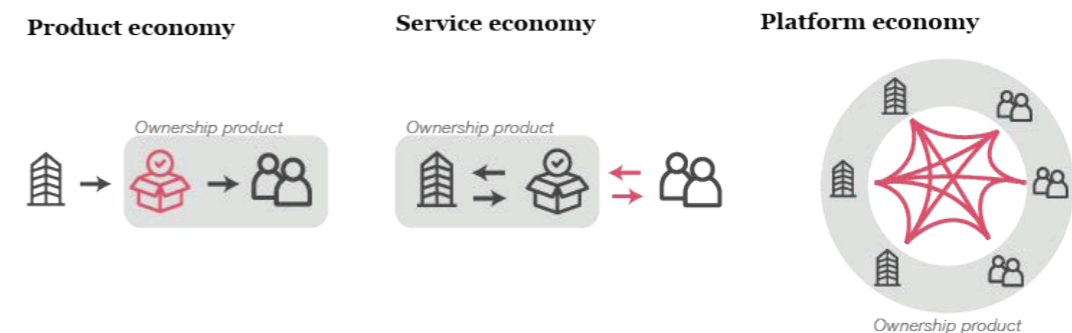 Product economy
Service economy
Platform economy
Ownership product
Ownership product
Ownership product